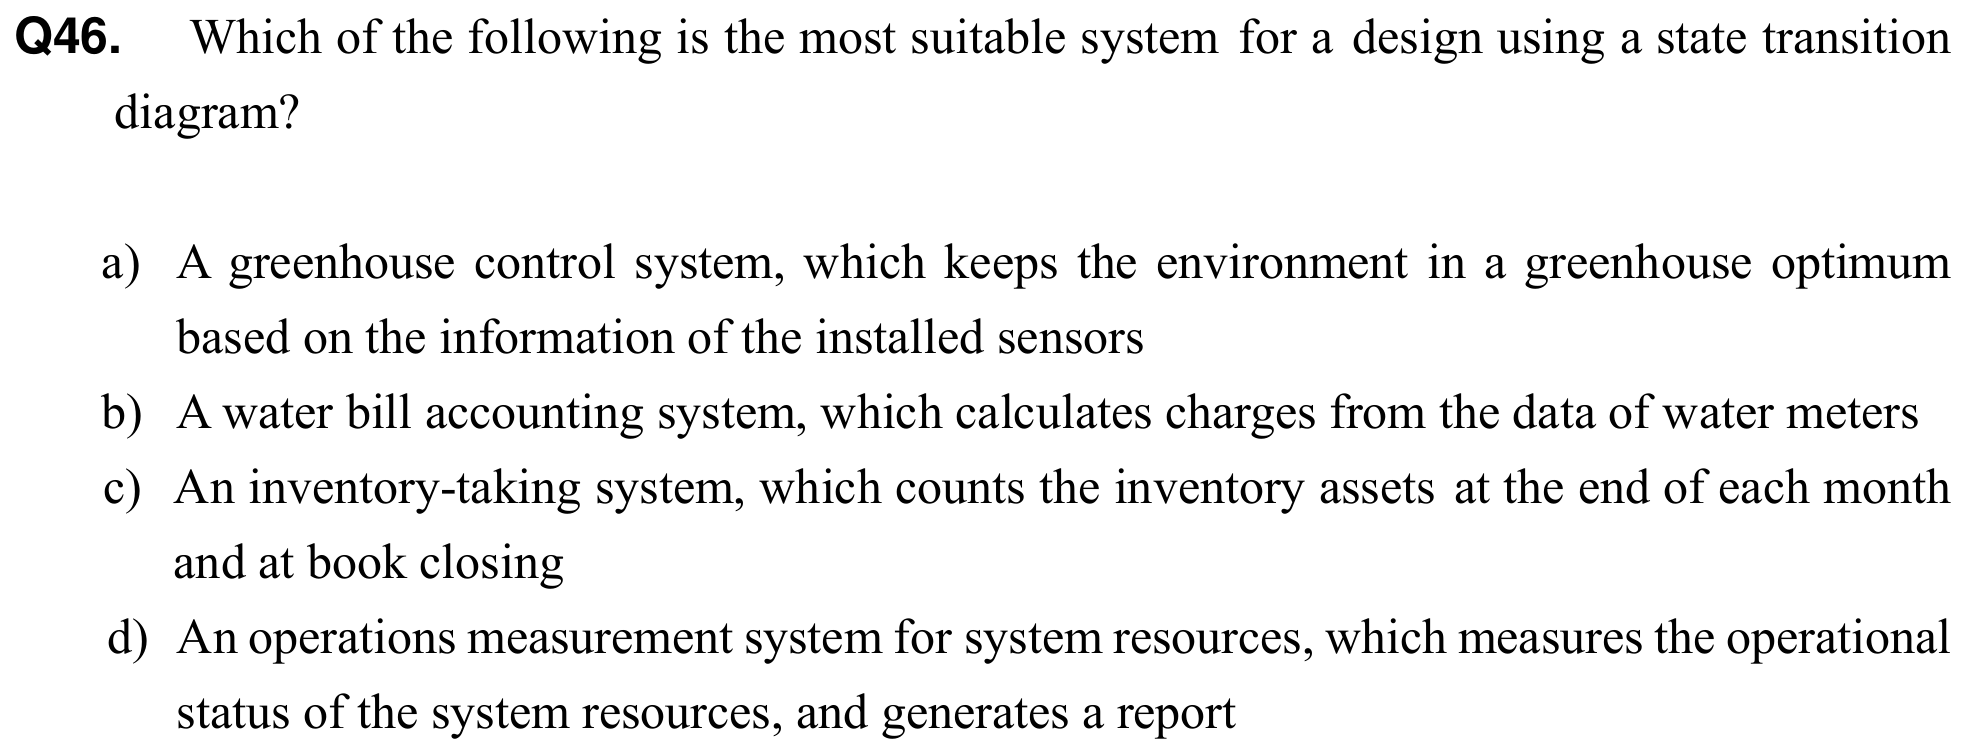 Q46. Which of the following is the most suitable system for a design using a state transition
diagram?
a) A greenhouse control system, which keeps the environment in a greenhouse optimum
based on the information of the installed sensors
b) A water bill accounting system, which calculates charges from the data of water meters
c) An inventory-taking system, which counts the inventory assets at the end of each month
and at book closing
d) An operations measurement system for system resources, which measures the operational
status of the system resources, and generates a report